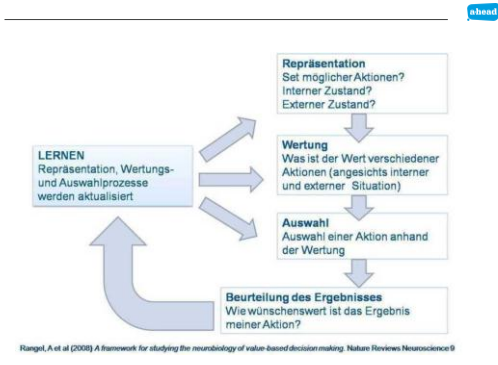 ahead
Repräsentation
Set möglicher Aktionen?
Interner Zustand?
Externer Zustand?
Wertung
Was ist der Wert verschiedener
Aktionen (angesichts interner
und externer Situation)
LERNEN
Repräsentation, Wertungs-
und Auswahlprozesse
werden aktualisiert
Auswahl
Auswahl einer Aktion anhand
der Wertung
Beurteilung des Ergebnisses
Wie wünschenswert ist das Ergebnis
meiner Aktion?
Rangel, A et al (2008) A framework for studying the neurobiology of value-based decision making. Nature Reviews Neuroscience 9